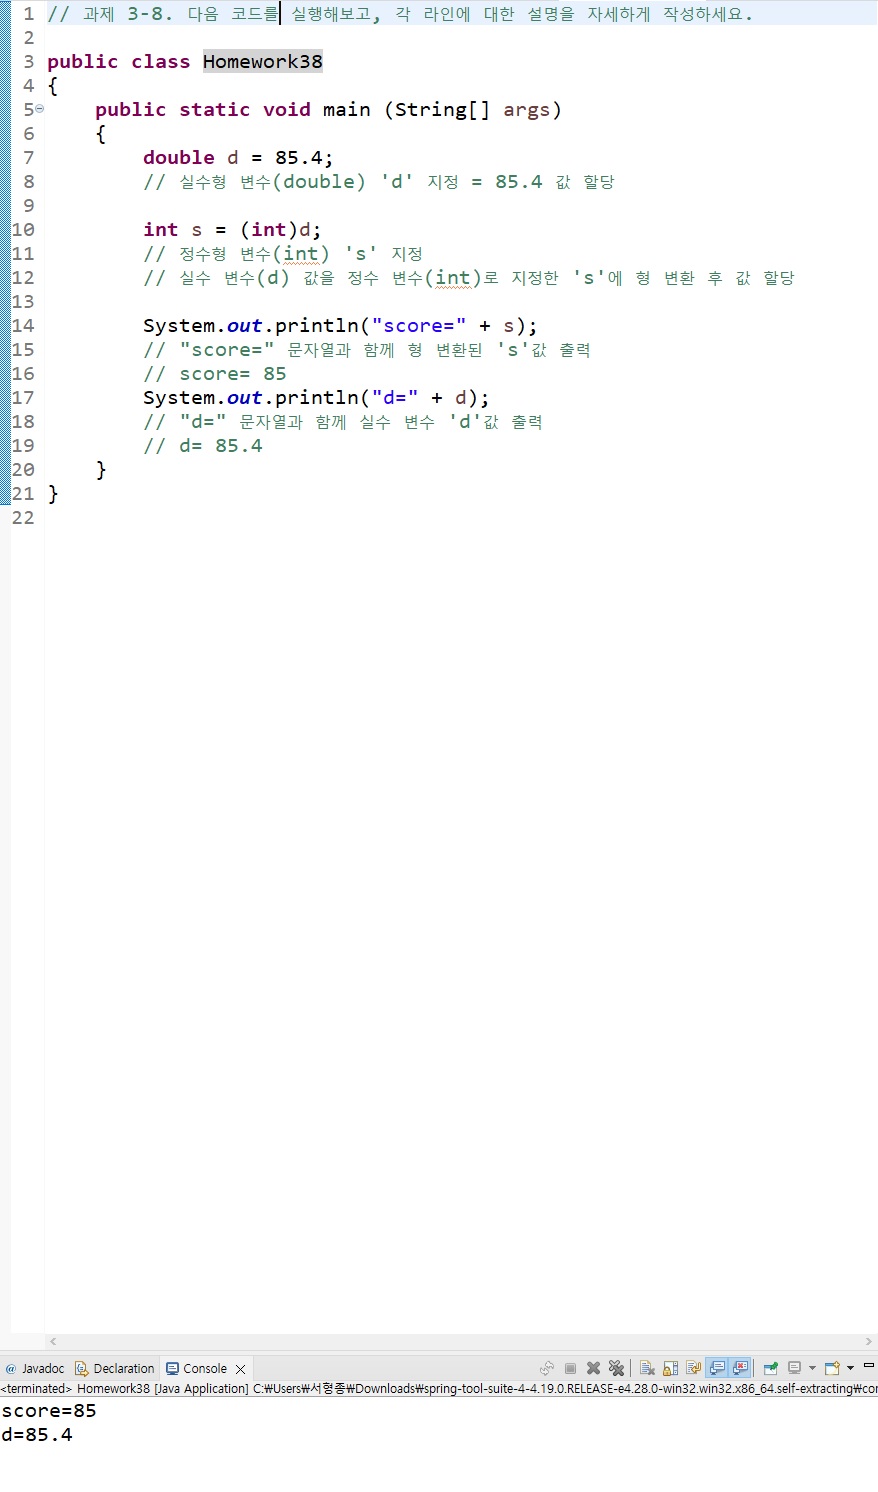 1 // 과제 3-8. 다음 코드를 실행해보고, 각 라인에 대한 설명을 자세하게 작성하세요.
2
3 public class Homework38
4 {
5 public static void main (String[] args)
6 {
7 double d = 85.4;
8 // 실수형 변수(double) 'd' 지정 = 85.4 값 할당
9
10 int s = (int)d;
11 // 정수형 변수(int) 's' 지정
12 // 실수 변수(d) 값을 정수 변수(int)로 지정한 's'에 형 변환 후 값 할당
13
14 System.out.println("score=" + s);
15 // "score=" 문자열과 함께 형 변환된 's'값 출력
16 // score= 85
17 System.out.println("d=" + d);
18 // "d=" 문자열과 함께 실수 변수 'd'값 출력
19 // d= 85.4
20 }
21 }
22
@ Javadoc Declaration Console
<terminated> Homework38 [Java Application] C:₩Users₩서형종₩Downloads₩spring-tool-suite-4-4.19.0.RELEASE-e4.28.0-win32.win32.x86_64.self-extracting₩cor
score=85
d=85.4